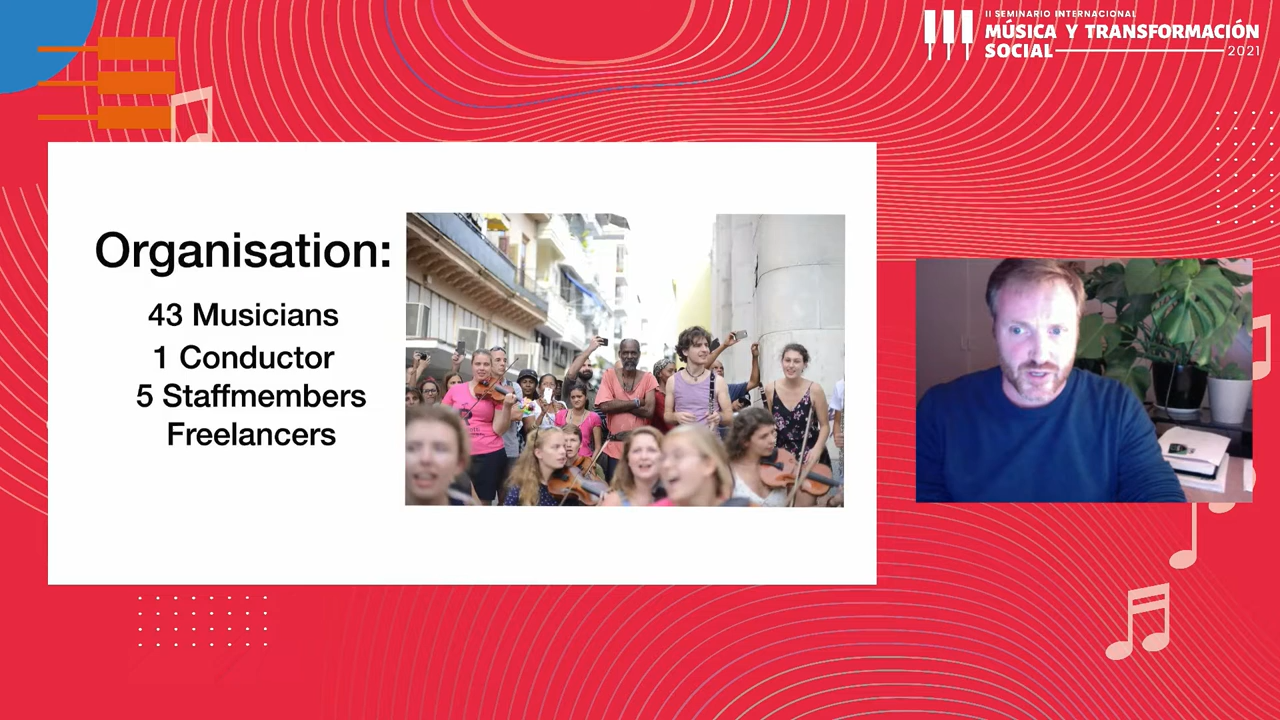 II SEMINARIO INTERNACIONAL
MÚSICA Y TRANSFORMACIÓN
SOCIAL
2021
Organisation:
43 Musicians
1 Conductor
5 Staffmembers
Freelancers